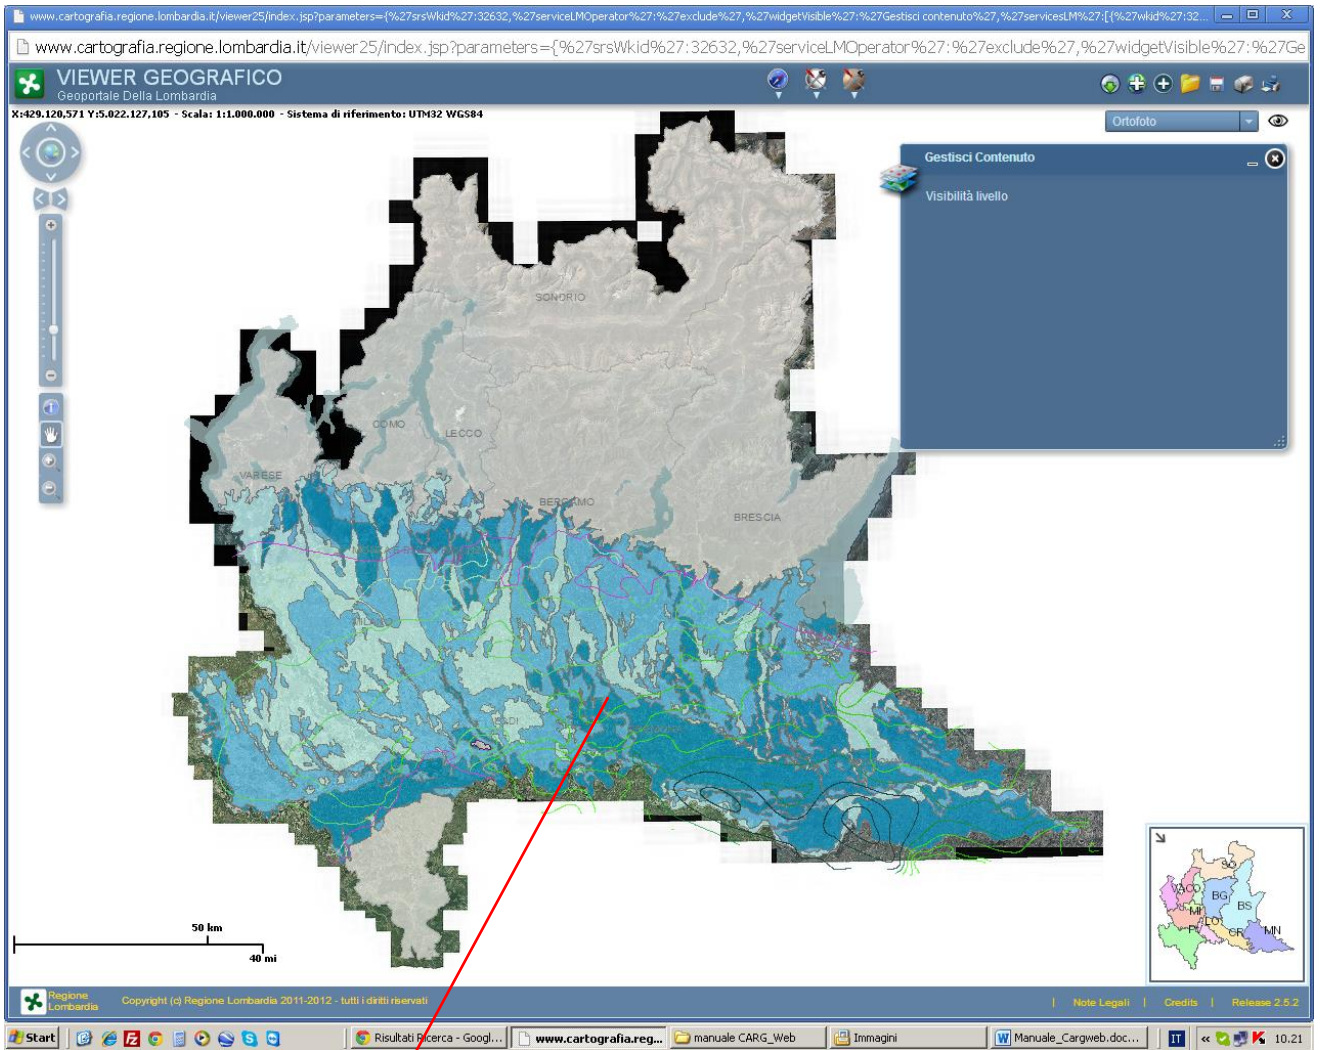 www.cartografia.regione.lombardia.it/viewer25/index.jsp?parameters={%27srsWkid%27:32632,%27serviceLMOperator%27:%27exclude%27,%27widgetVisible%27:%27Gestisci contenuto%27,%27servicesLM%27:[{%27wkid%27:32...
www.cartografia.regione.lombardia.it/viewer25/index.jsp?parameters={%27srsWkid%27:32632,%27serviceLMOperator%27:%27exclude%27,%27widgetVisible%27:%27Ge
VIEWER GEOGRAFICO
Geoportale Della Lombardia
X:429.120,571 Y:5.022.127,105 - Scala: 1:1.000.000 - Sistema di riferimento: UTM32 WGS84
Ortofoto
Gestisci Contenuto
Visibilità livello
SONDRIO
COMO
LECCO
VARESE
BERGAMO
BRESCIA
MILANO
LODI
50 km
40 mi
SO
VA CO
BG
BS
MI
LO
P
CR
MN
Regione
Lombardia
Copyright (c) Regione Lombardia 2011-2012 - tutti i diritti riservati
| Note Legali | Credits | Release 2.5.2
Start
Risultati Ricerca - Googl...
www.cartografia.reg...
manuale CARG_Web
Immagini
Manuale_Cargweb.doc...
IT
10.21